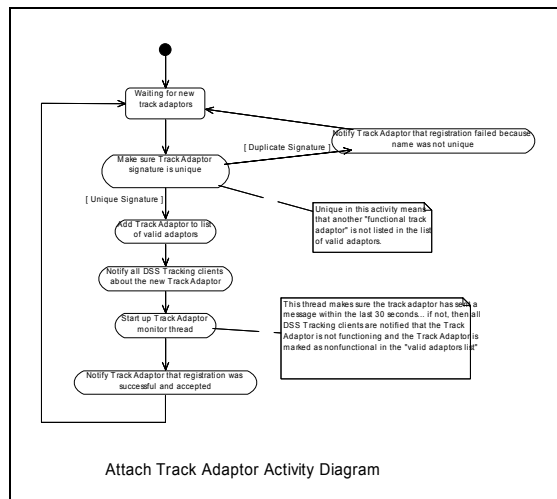 Waiting for new
track adaptors
Notify Track Adaptor that registration failed because
name was not unique
[ Duplicate Signature ]
Make sure Track Adaptor
signature is unique
[ Unique Signature ]
Unique in this activity means
that another "functional track
adaptor" is not listed in the list
of valid adaptors.
Add Track Adaptor to list
of valid adaptors
Notify all DSS Tracking clients
about the new Track Adaptor
This thread makes sure the track adaptor has sent a
message within the last 30 seconds... if not, then all
DSS Tracking clients are notified that the Track
Adaptor is not functioning and the Track Adaptor is
marked as nonfunctional in the "valid adaptors list"
Start up Track Adaptor
monitor thread
Notify Track Adaptor that registration was
successful and accepted
Attach Track Adaptor Activity Diagram